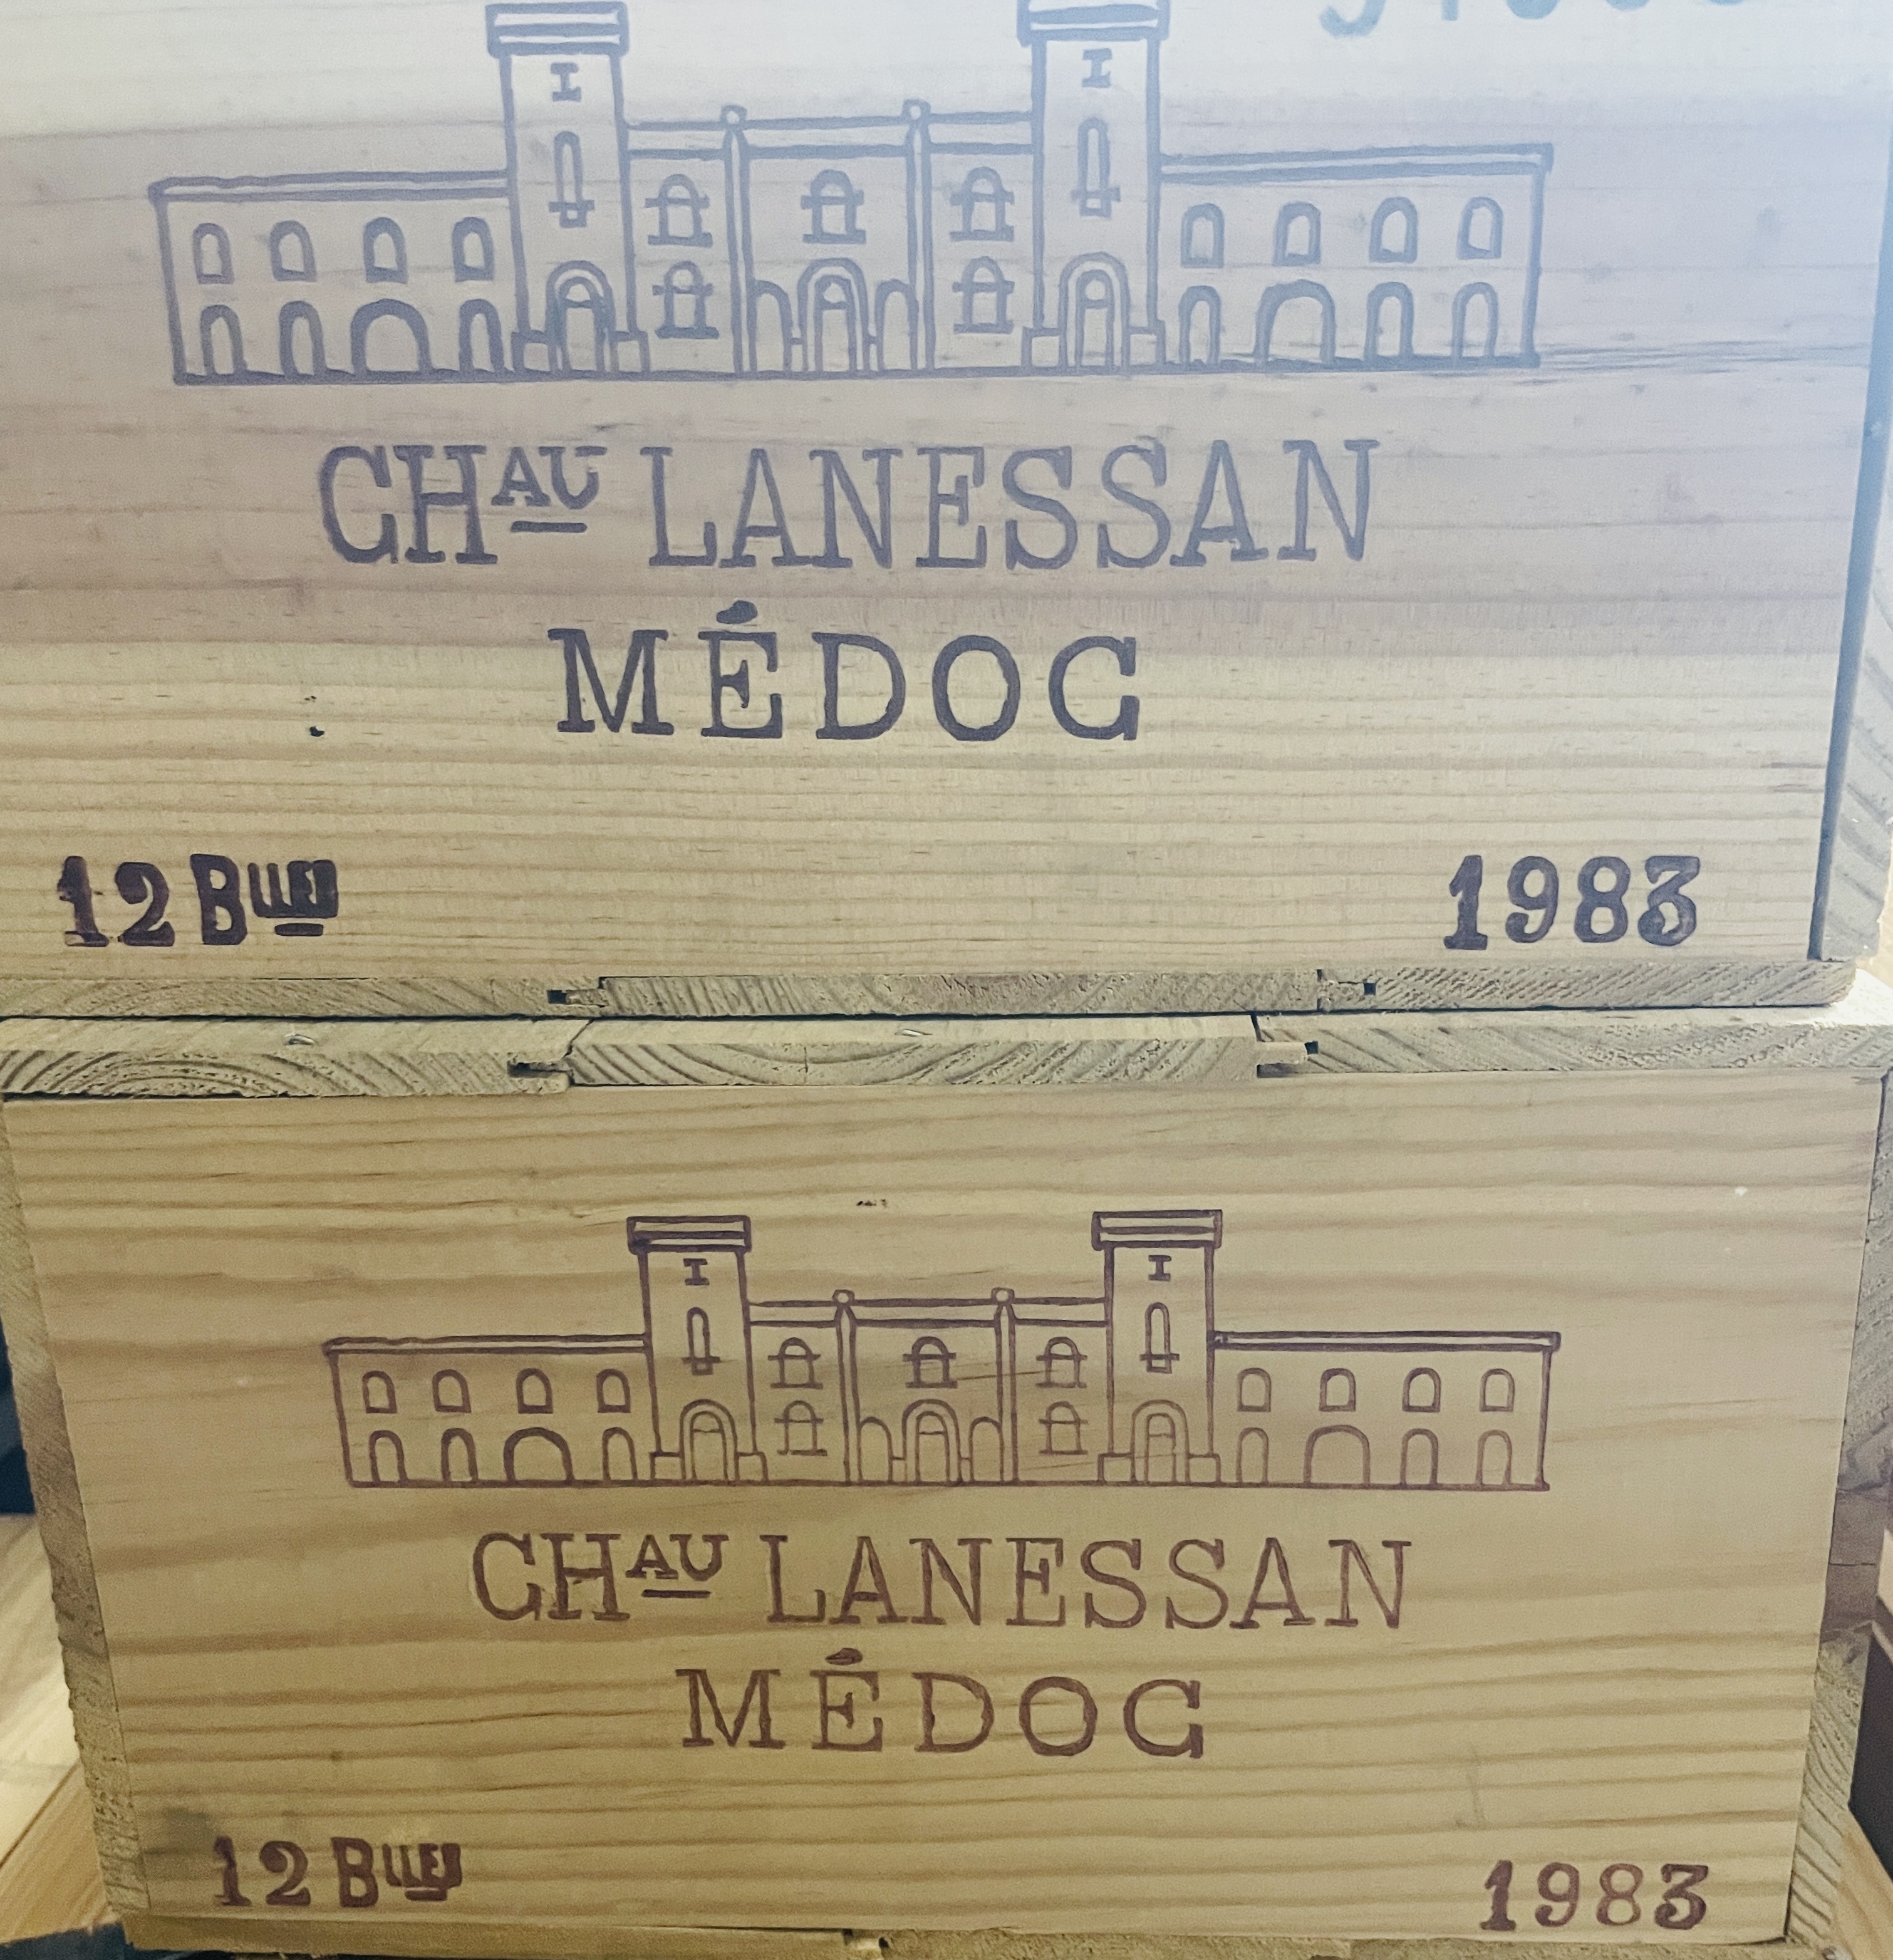 CHAU LANESSAN
MÉDOC
12 Blles 1983
CHAU LANESSAN
MÉDOC
12 Blles 1983